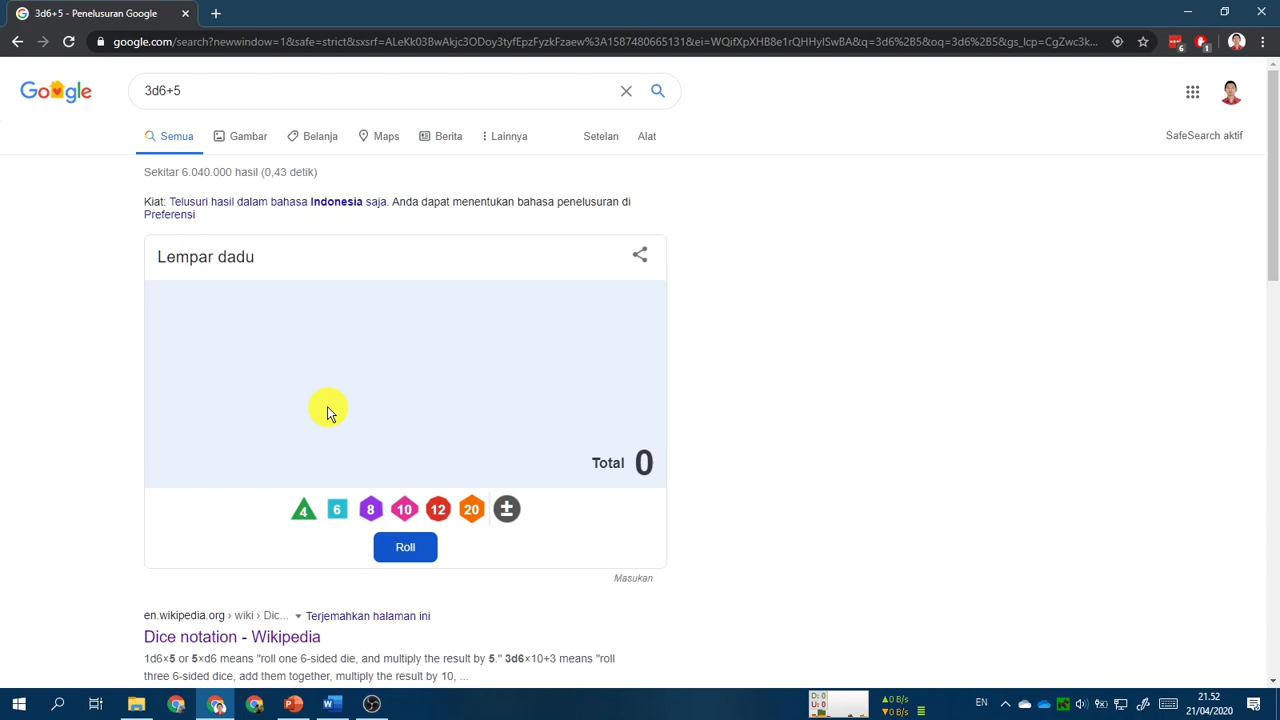 3d6+5 - Penelusuran Google
google.com/search?newwindow=1&safe=strict&sxsrf=ALeKk03BwAkjc3ODoy3tyfEpzFyzkFzaew%3A1587480665131&ei=WQifXpXHB8e1rQHHyISwBA&q=3d6%2B5&oq=3d6%2B5&gs_lcp=CgZwc3k...
6
1
Google
3d6+5
Semua
Gambar
Belanja
Maps
Berita
Lainnya
Setelan
Alat
SafeSearch aktif
Sekitar 6.040.000 hasil (0,43 detik)
Kiat: Telusuri hasil dalam bahasa Indonesia saja. Anda dapat menentukan bahasa penelusuran di
Preferensi
Lempar dadu
Total 0
4 6 8 10 12 20 ±
Roll
Masukan
en.wikipedia.org › wiki › Dic... Terjemahkan halaman ini
Dice notation - Wikipedia
1d6×5 or 5×d6 means "roll one 6-sided die, and multiply the result by 5." 3d6×10+3 means "roll
three 6-sided dice, add them together, multiply the result by 10, ...
D: 0
U: 0
0 B/s
0 B/s
EN
21.52
21/04/2020